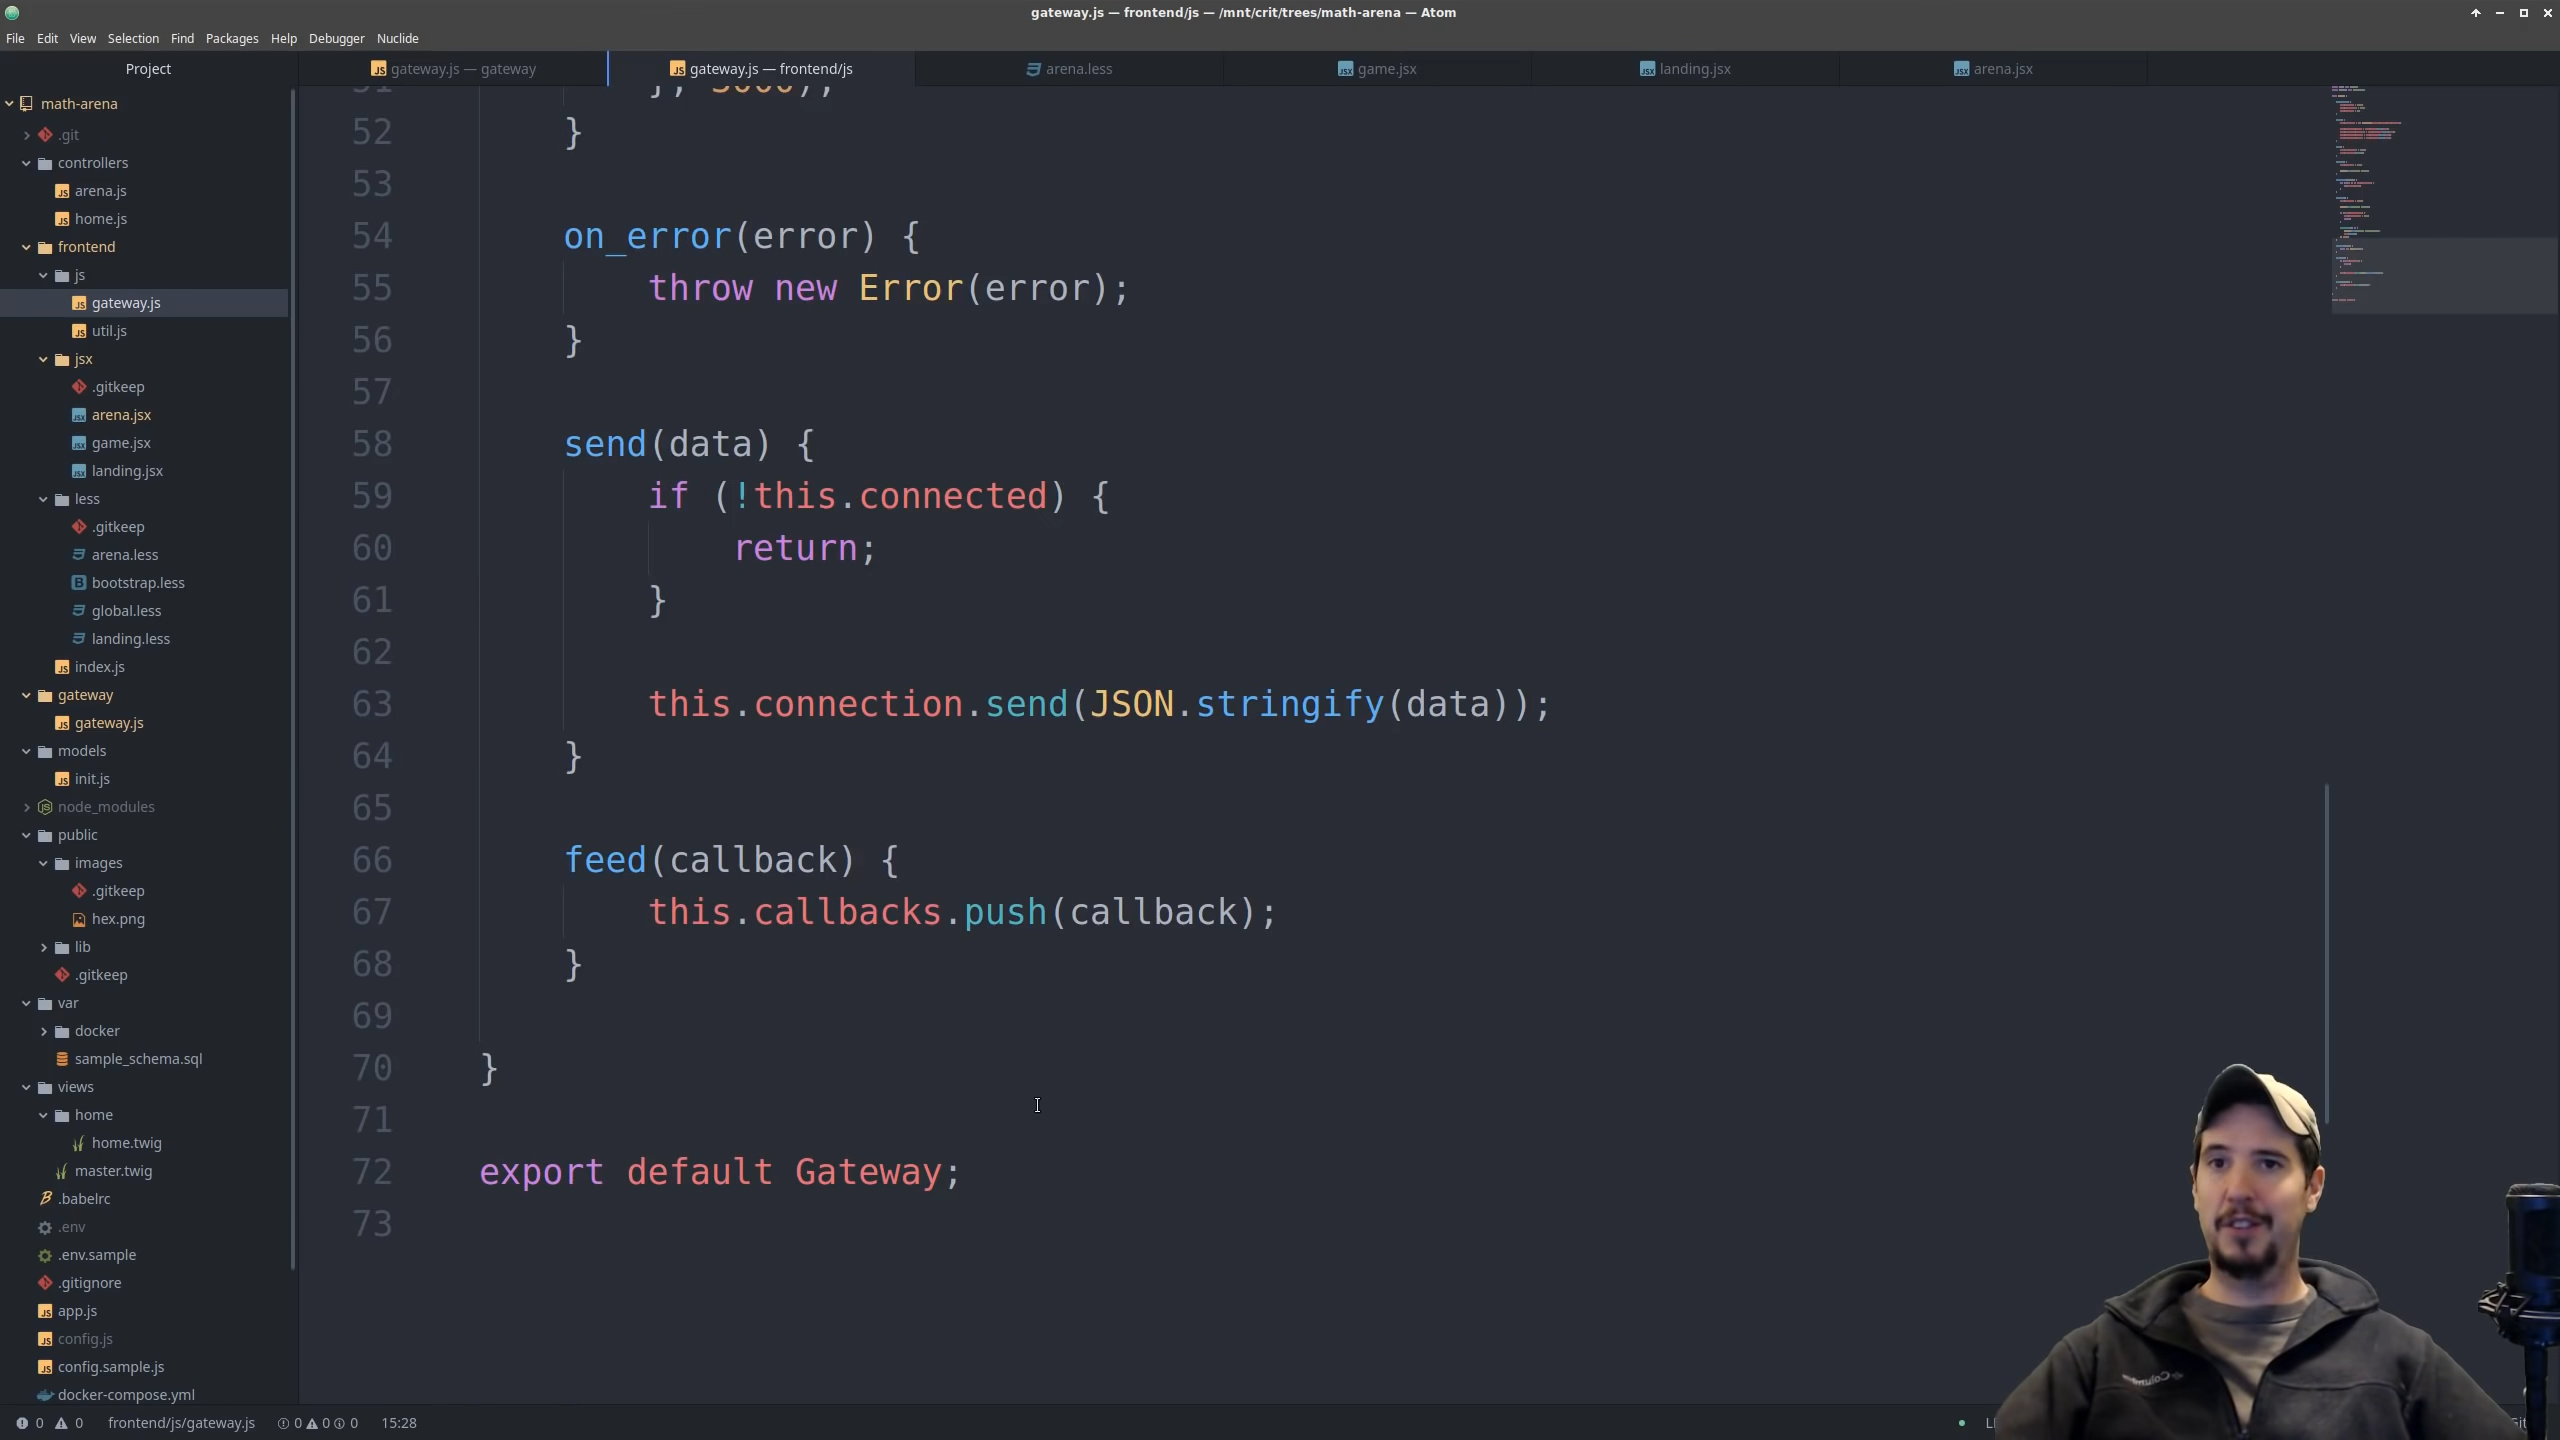 gateway.js — frontend/js — /mnt/crit/trees/math-arena — Atom
File Edit View Selection Find Packages Help Debugger Nuclide
Project
gateway.js — gateway
gateway.js — frontend/js
arena.less
game.jsx
landing.jsx
arena.jsx
math-arena
.git
controllers
arena.js
home.js
frontend
js
gateway.js
util.js
jsx
.gitkeep
arena.jsx
game.jsx
landing.jsx
less
.gitkeep
arena.less
bootstrap.less
global.less
landing.less
index.js
gateway
gateway.js
models
init.js
node_modules
public
images
.gitkeep
hex.png
lib
.gitkeep
var
docker
sample_schema.sql
views
home
home.twig
master.twig
.babelrc
.env
.env.sample
.gitignore
app.js
config.js
config.sample.js
docker-compose.yml
52 }
53
54 on_error(error) {
55 throw new Error(error);
56 }
57
58 send(data) {
59 if (!this.connected) {
60 return;
61 }
62
63 this.connection.send(JSON.stringify(data));
64 }
65
66 feed(callback) {
67 this.callbacks.push(callback);
68 }
69
70 }
71
72 export default Gateway;
73
0 0 frontend/js/gateway.js 0 0 0 15:28